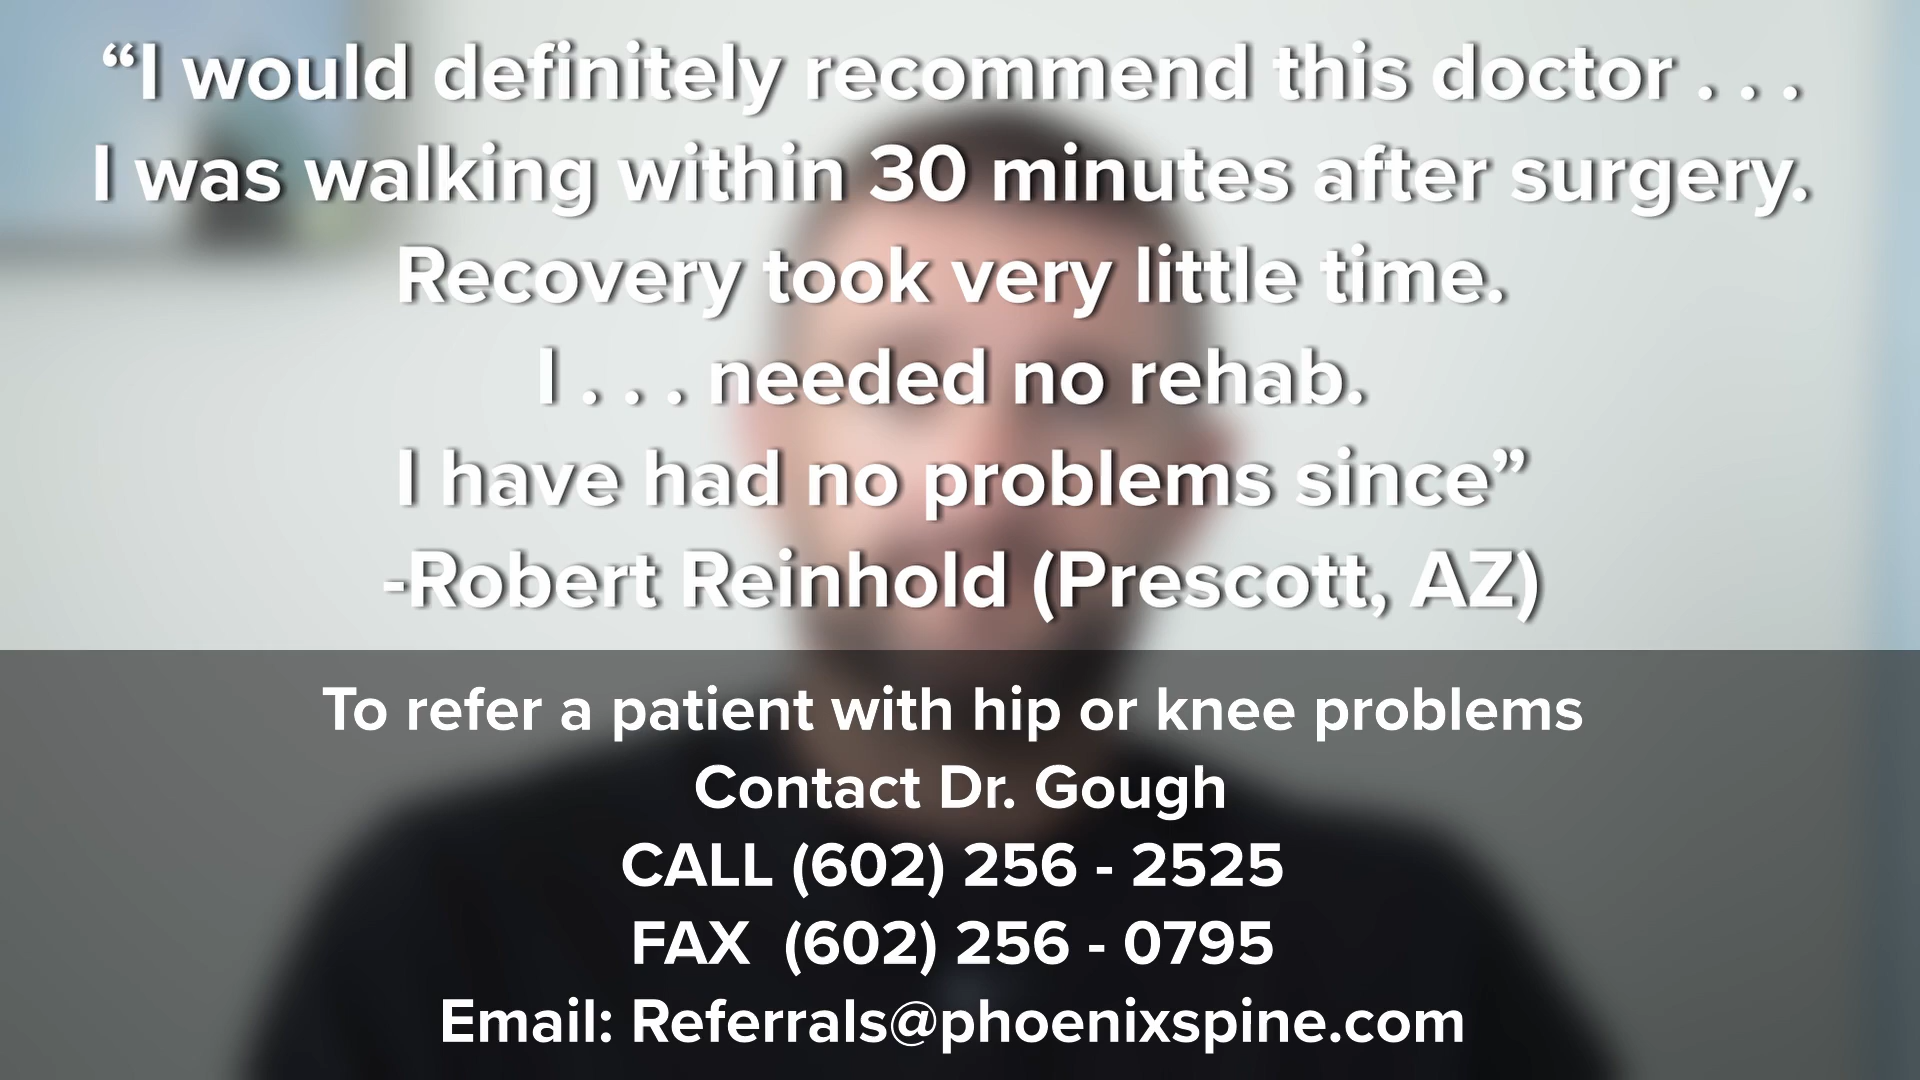 “I would definitely recommend this doctor . . .
I was walking within 30 minutes after surgery.
Recovery took very little time.
I . . . needed no rehab.
I have had no problems since”
-Robert Reinhold (Prescott, AZ)
To refer a patient with hip or knee problems
Contact Dr. Gough
CALL (602) 256 - 2525
FAX  (602) 256 - 0795
Email: Referrals@phoenixspine.com